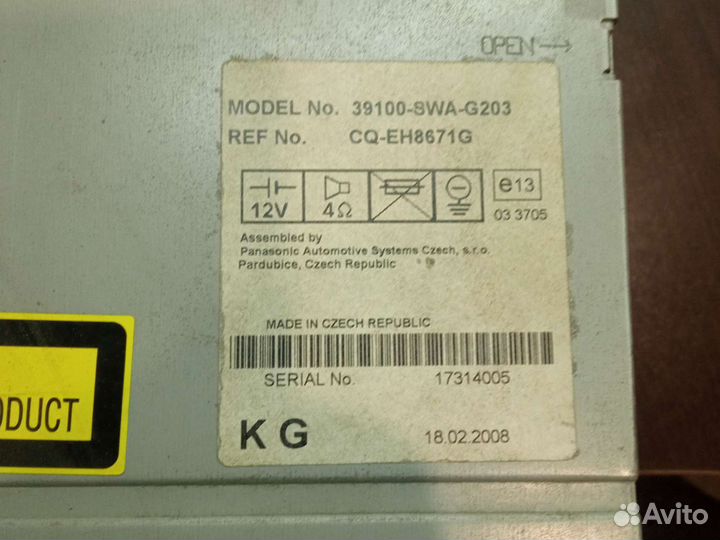 OPEN
MODEL No. 39100-SWA-G203
REF No. CQ-EH8671G
12V 4Ω e13
03 3705
Assembled by
Panasonic Automotive Systems Czech, s.r.o.
Pardubice, Czech Republic
MADE IN CZECH REPUBLIC
SERIAL No. 17314005
ODUCT
KG 18.02.2008
Avito